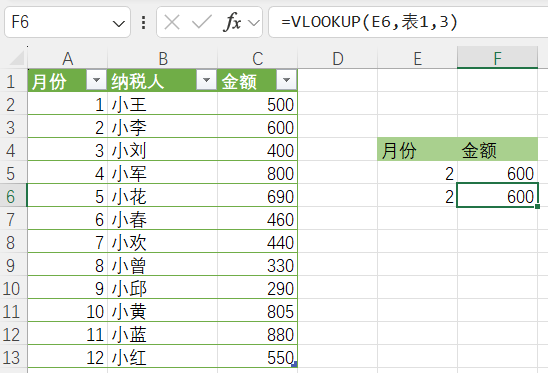 F6 fx =VLOOKUP(E6,表1,3)
A B C D E F
1 月份 纳税人 金额
2 1 小王 500
3 2 小李 600
4 3 小刘 400 月份 金额
5 4 小军 800 2 600
6 5 小花 690 2 600
7 6 小春 460
8 7 小欢 440
9 8 小曾 330
10 9 小邱 290
11 10 小黄 805
12 11 小蓝 880
13 12 小红 550